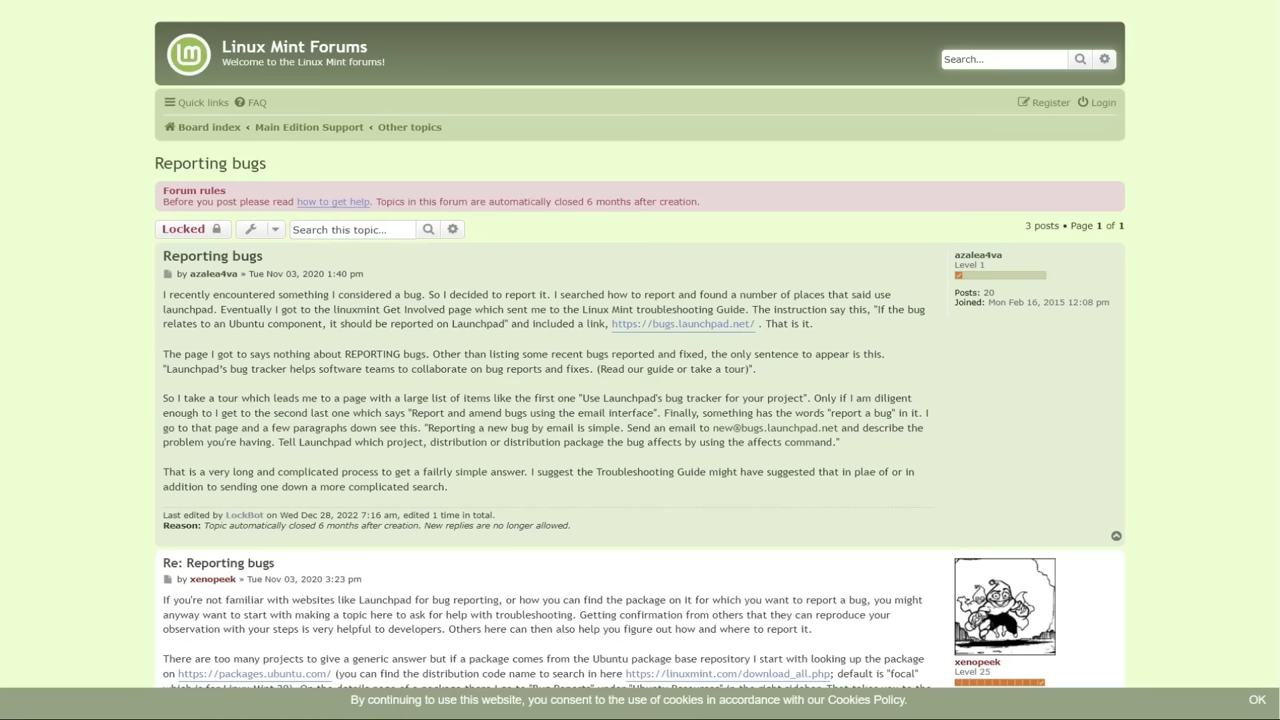 Linux Mint Forums
Welcome to the Linux Mint forums!
Search...
Quick links FAQ
Register Login
Board index ‹ Main Edition Support ‹ Other topics
Reporting bugs
Forum rules
Before you post please read how to get help. Topics in this forum are automatically closed 6 months after creation.
Locked
Search this topic...
3 posts • Page 1 of 1
Reporting bugs
by azalea4va » Tue Nov 03, 2020 1:40 pm
I recently encountered something I considered a bug. So I decided to report it. I searched how to report and found a number of places that said use
launchpad. Eventually I got to the linuxmint Get Involved page which sent me to the Linux Mint troubleshooting Guide. The instruction say this, "If the bug
relates to an Ubuntu component, it should be reported on Launchpad" and included a link, https://bugs.launchpad.net/ . That is it.
The page I got to says nothing about REPORTING bugs. Other than listing some recent bugs reported and fixed, the only sentence to appear is this.
"Launchpad's bug tracker helps software teams to collaborate on bug reports and fixes. (Read our guide or take a tour)".
So I take a tour which leads me to a page with a large list of items like the first one "Use Launchpad's bug tracker for your project". Only if I am diligent
enough to I get to the second last one which says "Report and amend bugs using the email interface". Finally, something has the words "report a bug" in it. I
go to that page and a few paragraphs down see this. "Reporting a new bug by email is simple. Send an email to new@bugs.launchpad.net and describe the
problem you're having. Tell Launchpad which project, distribution or distribution package the bug affects by using the affects command."
That is a very long and complicated process to get a failrly simple answer. I suggest the Troubleshooting Guide might have suggested that in plae of or in
addition to sending one down a more complicated search.
Last edited by LockBot on Wed Dec 28, 2022 7:16 am, edited 1 time in total.
Reason: Topic automatically closed 6 months after creation. New replies are no longer allowed.
azalea4va
Level 1
Posts: 20
Joined: Mon Feb 16, 2015 12:08 pm
Re: Reporting bugs
by xenopeek » Tue Nov 03, 2020 3:23 pm
If you're not familiar with websites like Launchpad for bug reporting, or how you can find the package on it for which you want to report a bug, you might
anyway want to start with making a topic here to ask for help with troubleshooting. Getting confirmation from others that they can reproduce your
observation with your steps is very helpful to developers. Others here can then also help you figure out how and where to report it.
There are too many projects to give a generic answer but if a package comes from the Ubuntu package base repository I start with looking up the package
on https://packages.ubuntu.com/ (you can find the distribution code name to search in here https://linuxmint.com/download_all.php; default is "focal"
xenopeek
Level 25
By continuing to use this website, you consent to the use of cookies in accordance with our Cookies Policy.
OK